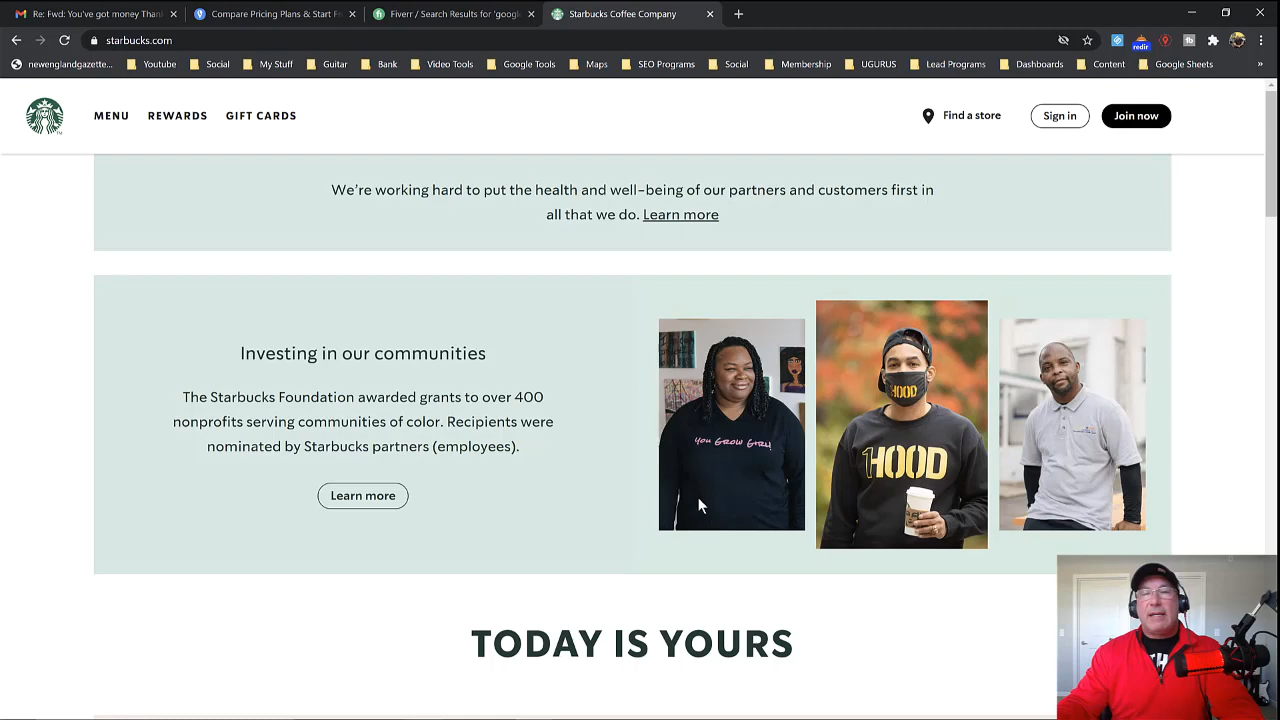 Re: Fwd: You've got money Than
Compare Pricing Plans & Start F
Fiverr / Search Results for 'google
Starbucks Coffee Company
starbucks.com
redir
newenglandgazette...
Youtube
Social
My Stuff
Guitar
Bank
Video Tools
Google Tools
Maps
SEO Programs
Social
Membership
UGURUS
Lead Programs
Dashboards
Content
Google Sheets
»
MENU
REWARDS
GIFT CARDS
Find a store
Sign in
Join now
We're working hard to put the health and well-being of our partners and customers first in
all that we do. Learn more
Investing in our communities
The Starbucks Foundation awarded grants to over 400
nonprofits serving communities of color. Recipients were
nominated by Starbucks partners (employees).
Learn more
YOU GROW GIRL!
HOOD
1HOOD
TODAY IS YOURS